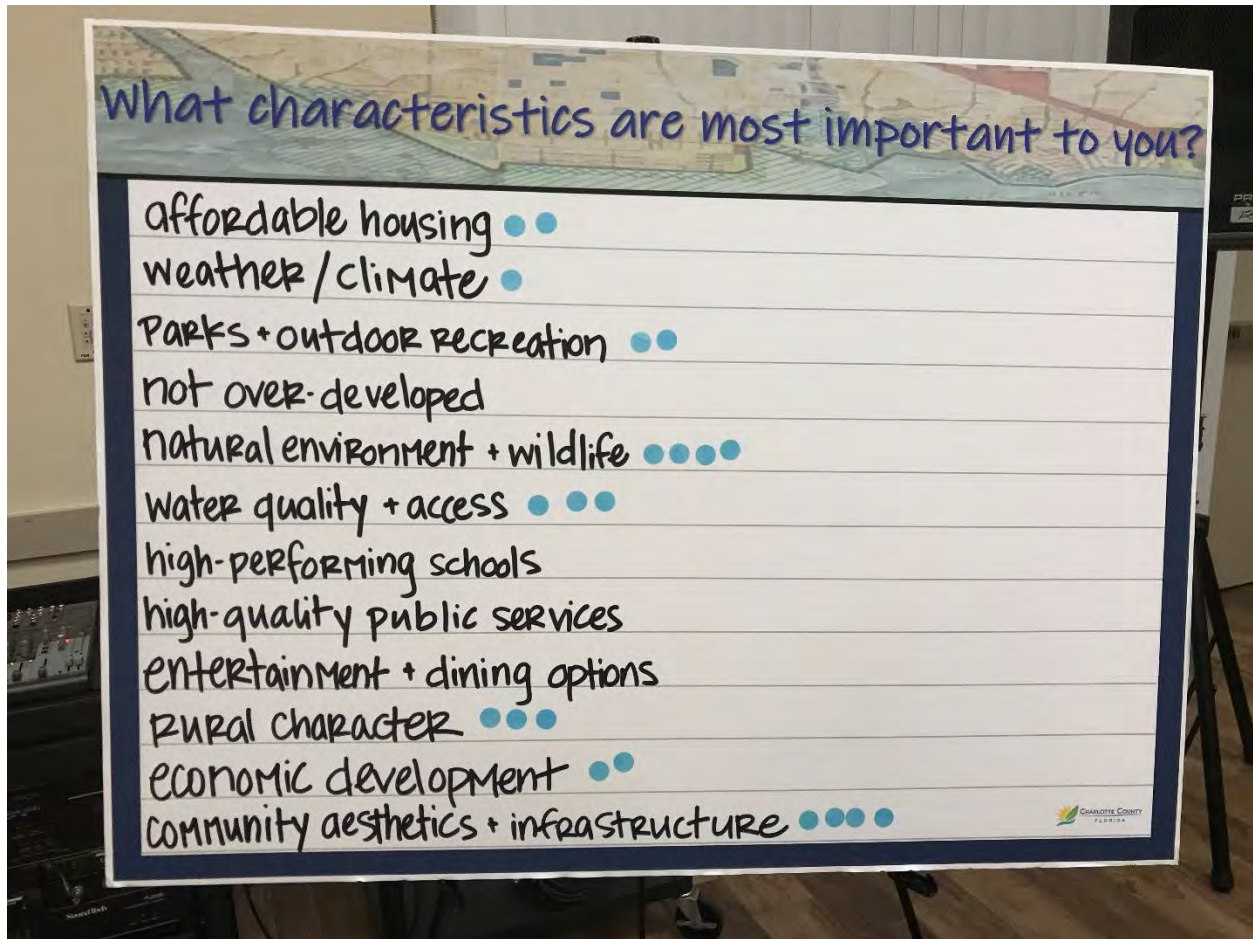 What characteristics are most important to you?
affordable housing
weather/climate
parks + outdoor recreation
not over-developed
natural environment + wildlife
water quality + access
high-performing schools
high-quality public services
entertainment + dining options
rural character
economic development
community aesthetics + infrastructure
CHARLOTTE COUNTY
FLORIDA
SoundTech